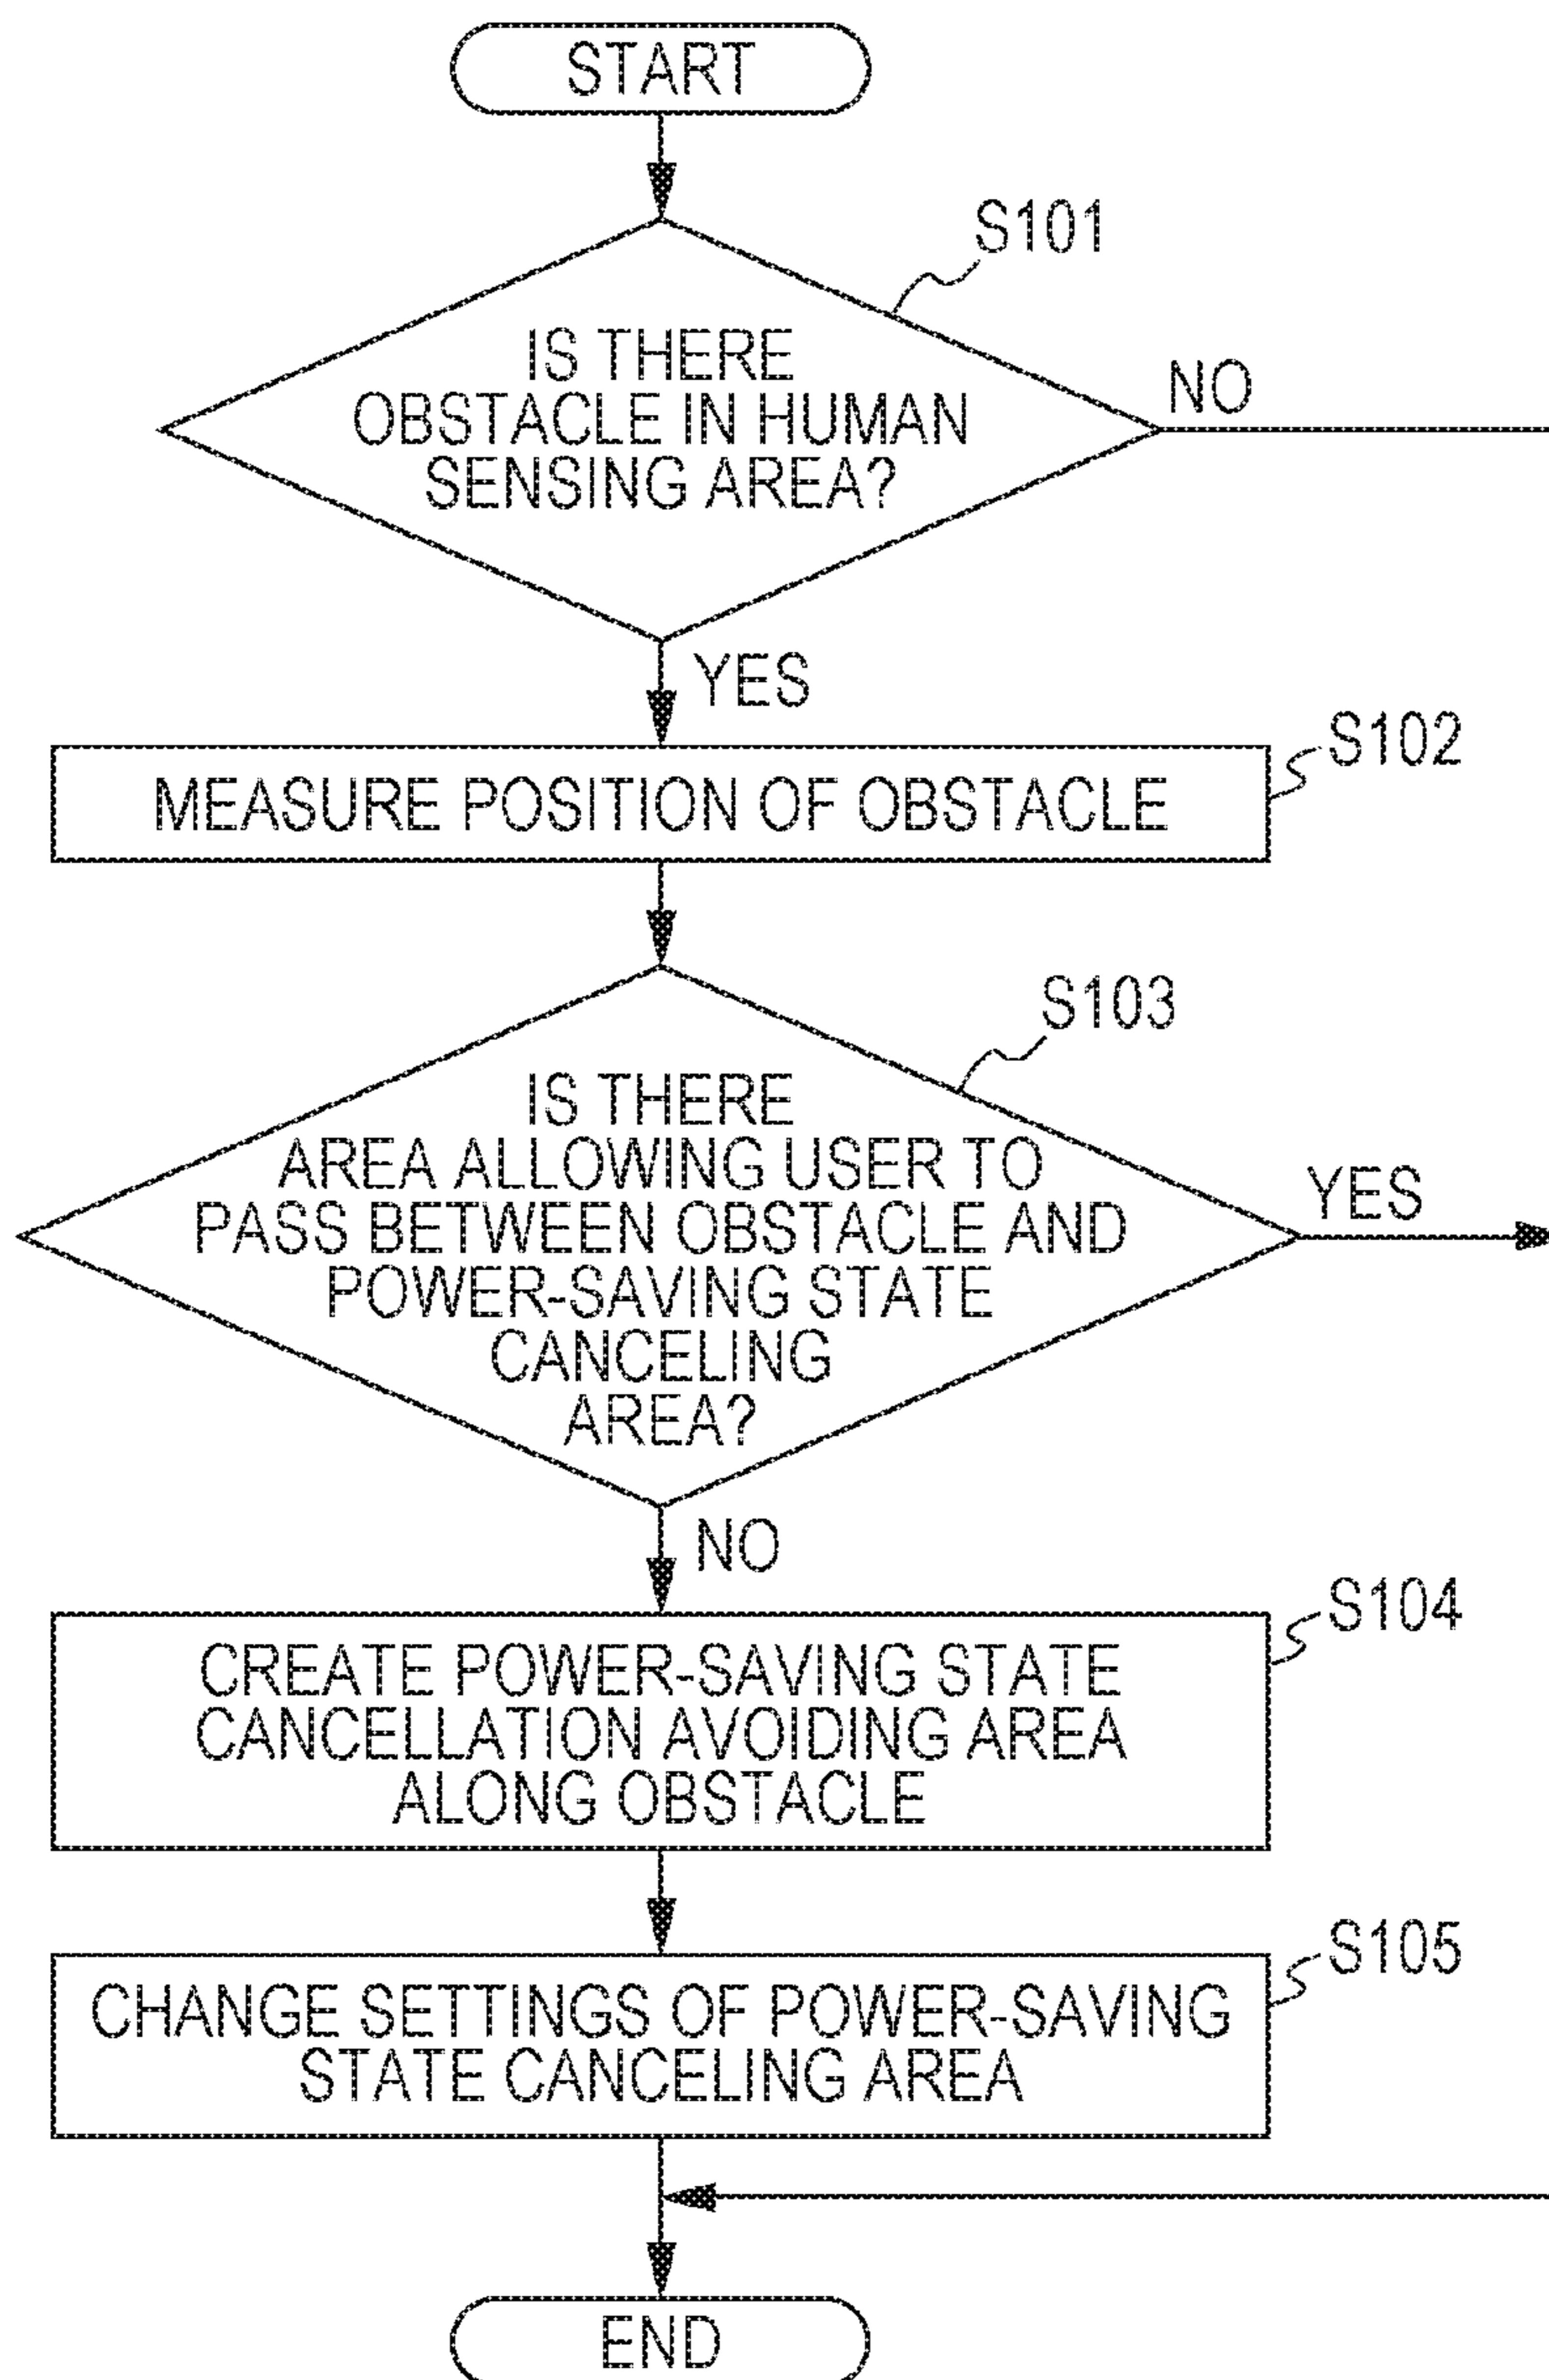 START
S101
IS THERE
OBSTACLE IN HUMAN
SENSING AREA?
NO
YES
S102
MEASURE POSITION OF OBSTACLE
S103
IS THERE
AREA ALLOWING USER TO
PASS BETWEEN OBSTACLE AND
POWER-SAVING STATE
CANCELING
AREA?
YES
NO
S104
CREATE POWER-SAVING STATE
CANCELLATION AVOIDING AREA
ALONG OBSTACLE
S105
CHANGE SETTINGS OF POWER-SAVING
STATE CANCELING AREA
END